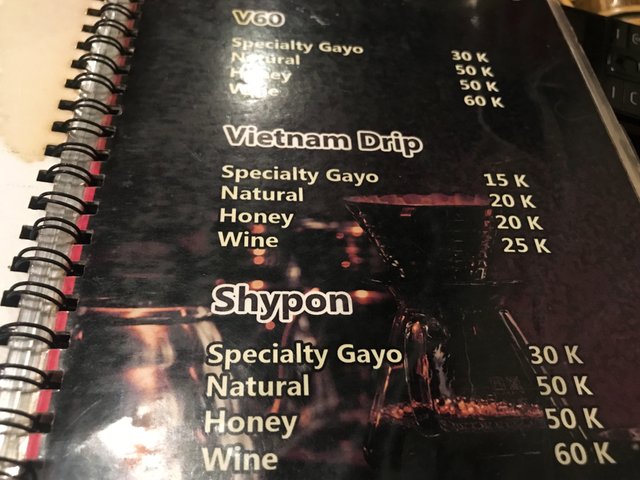 V60
Specialty Gayo 30 K
Natural 50 K
Honey 50 K
Wine 60 K
Vietnam Drip
Specialty Gayo 15 K
Natural 20 K
Honey 20 K
Wine 25 K
Shypon
Specialty Gayo 30 K
Natural 50 K
Honey 50 K
Wine 60 K